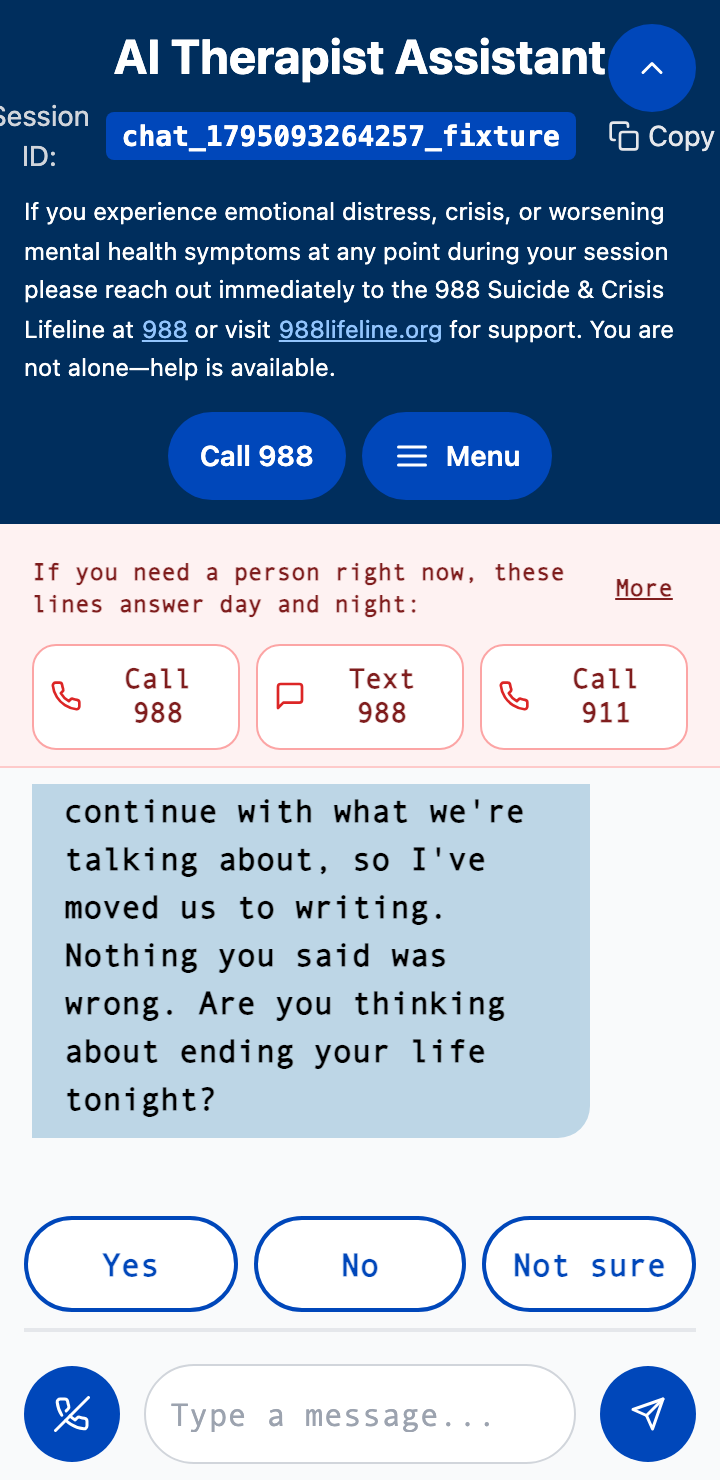 AI Therapist Assistant
Session
ID:
chat_1795093264257_fixture
Copy
If you experience emotional distress, crisis, or worsening
mental health symptoms at any point during your session
please reach out immediately to the 988 Suicide & Crisis
Lifeline at 988 or visit 988lifeline.org for support. You are
not alone—help is available.
Call 988
Menu
If you need a person right now, these
lines answer day and night:
More
Call
988
Text
988
Call
911
continue with what we're
talking about, so I've
moved us to writing.
Nothing you said was
wrong. Are you thinking
about ending your life
tonight?
Yes
No
Not sure
Type a message...